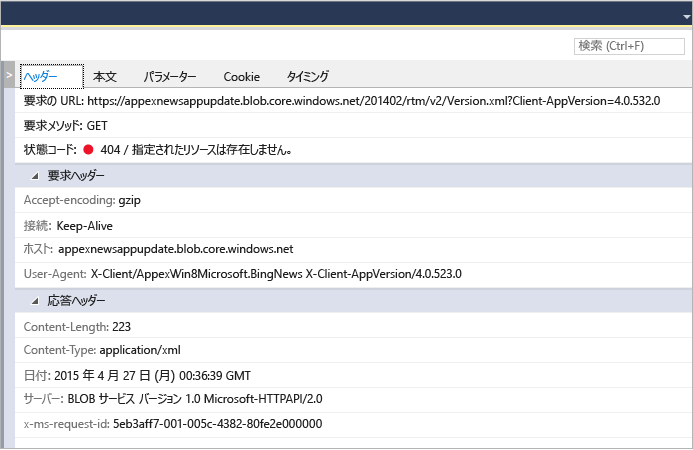 検索 (Ctrl+F)
> ヘッダー 本文 パラメーター Cookie タイミング
要求の URL: https://appexnewsappupdate.blob.core.windows.net/201402/rtm/v2/Version.xml?Client-AppVersion=4.0.532.0
要求メソッド: GET
状態コード: 404 / 指定されたリソースは存在しません。
要求ヘッダー
Accept-encoding: gzip
接続: Keep-Alive
ホスト: appexnewsappupdate.blob.core.windows.net
User-Agent: X-Client/AppexWin8Microsoft.BingNews X-Client-AppVersion/4.0.523.0
応答ヘッダー
Content-Length: 223
Content-Type: application/xml
日付: 2015 年 4 月 27 日 (月) 00:36:39 GMT
サーバー: BLOB サービス バージョン 1.0 Microsoft-HTTPAPI/2.0
x-ms-request-id: 5eb3aff7-001-005c-4382-80fe2e000000